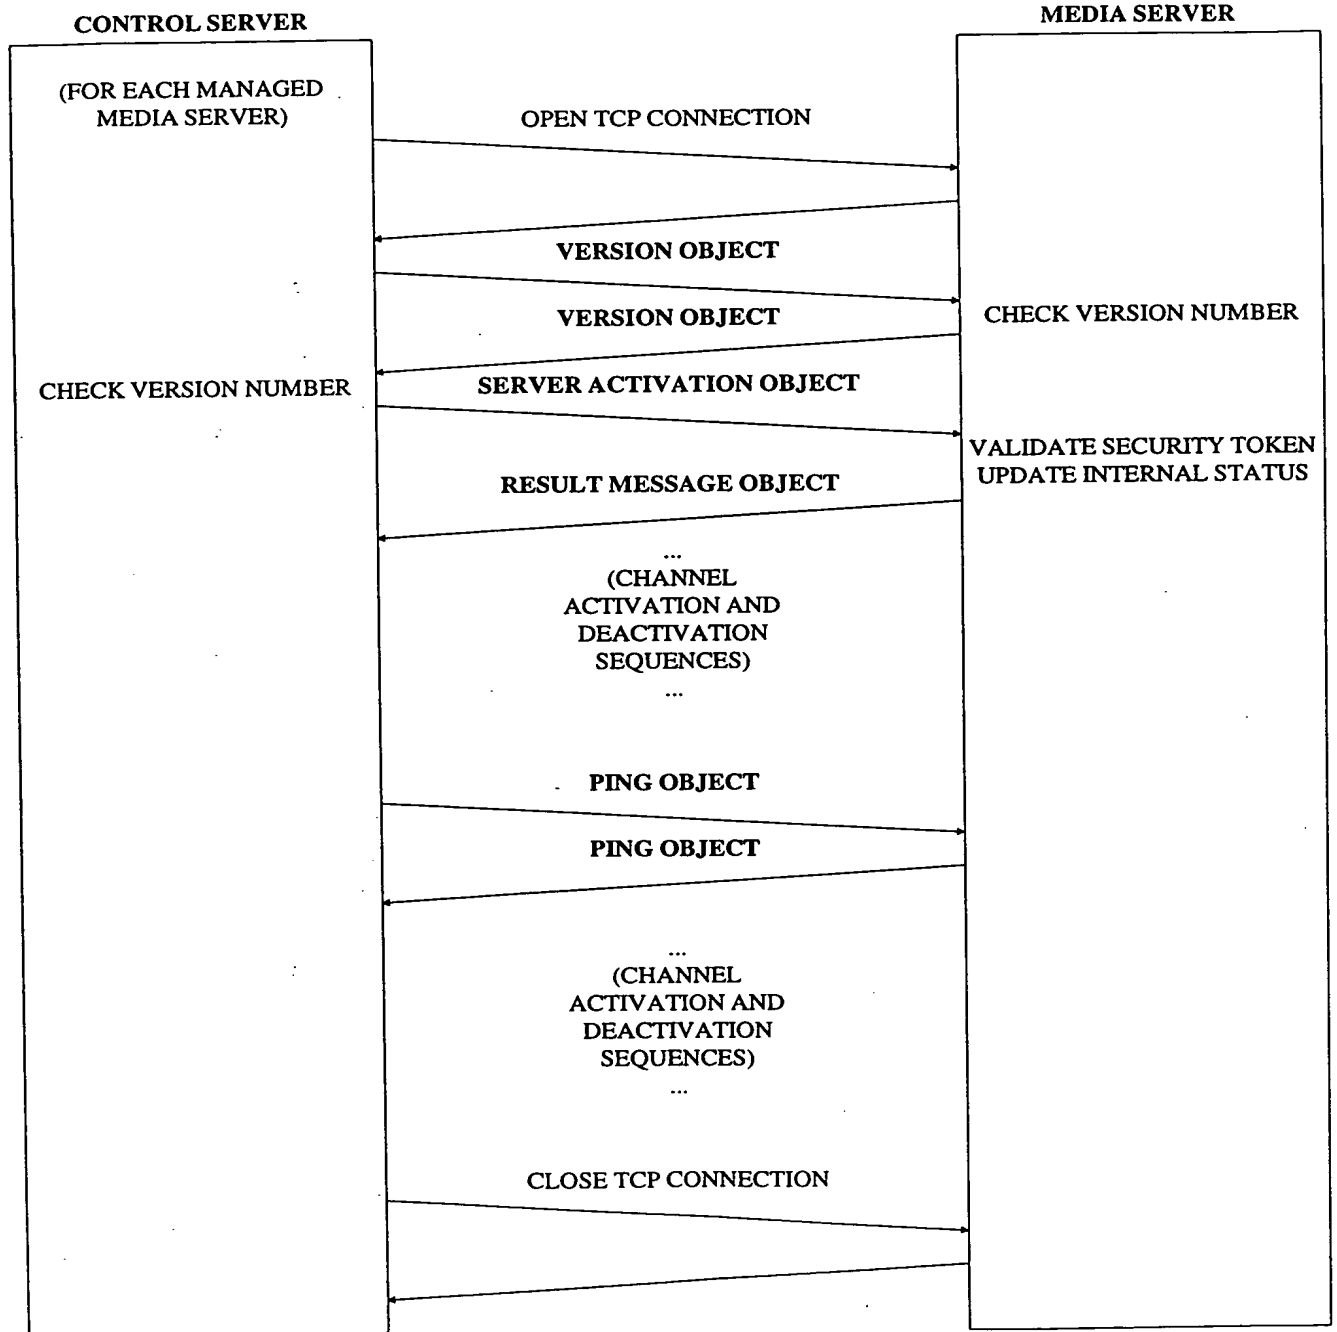 CONTROL SERVER
MEDIA SERVER
(FOR EACH MANAGED
MEDIA SERVER)
OPEN TCP CONNECTION
VERSION OBJECT
VERSION OBJECT
CHECK VERSION NUMBER
CHECK VERSION NUMBER
SERVER ACTIVATION OBJECT
VALIDATE SECURITY TOKEN
UPDATE INTERNAL STATUS
RESULT MESSAGE OBJECT
...
(CHANNEL
ACTIVATION AND
DEACTIVATION
SEQUENCES)
...
PING OBJECT
PING OBJECT
...
(CHANNEL
ACTIVATION AND
DEACTIVATION
SEQUENCES)
...
CLOSE TCP CONNECTION